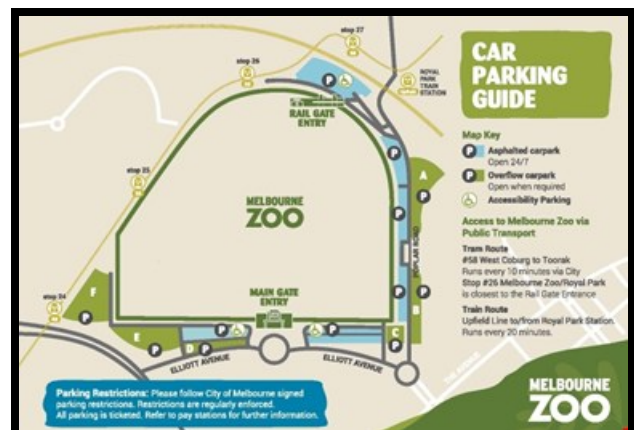 CAR
PARKING
GUIDE
Map Key
P Asphalted carpark
Open 24/7
P Overflow carpark
Open when required
Accessibility Parking
Access to Melbourne Zoo via
Public Transport
Tram Route
#58 West Coburg to Toorak
Runs every 10 minutes via City
Stop #26 Melbourne Zoo/Royal Park
is closest to the Rail Gate Entrance
Train Route
Upfield Line to/from Royal Park Station.
Runs every 20 minutes.
MELBOURNE
ZOO
stop 27
stop 26
ROYAL
PARK
TRAIN
STATION
P
RAIL GATE
ENTRY
P
A
P
stop 25
MELBOURNE
ZOO
P
POPLAR ROAD
MAIN GATE
ENTRY
F
P
P
P
B
stop 24
P
P
C
E
P
D
P
P
ELLIOTT AVENUE
ELLIOTT AVENUE
THE AVENUE
Parking Restrictions: Please follow City of Melbourne signed
parking restrictions. Restrictions are regularly enforced.
All parking is ticketed. Refer to pay stations for further information.